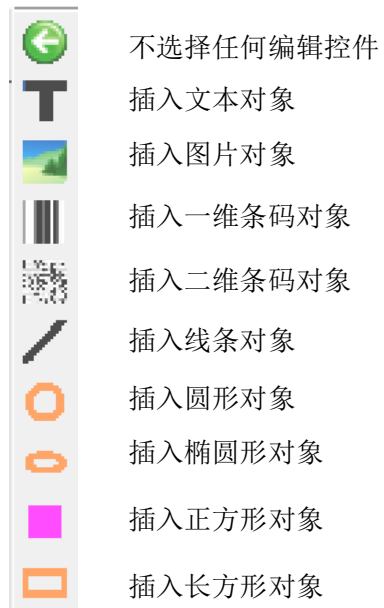 不选择任何编辑控件
插入文本对象
插入图片对象
插入一维条码对象
插入二维条码对象
插入线条对象
插入圆形对象
插入椭圆形对象
插入正方形对象
插入长方形对象